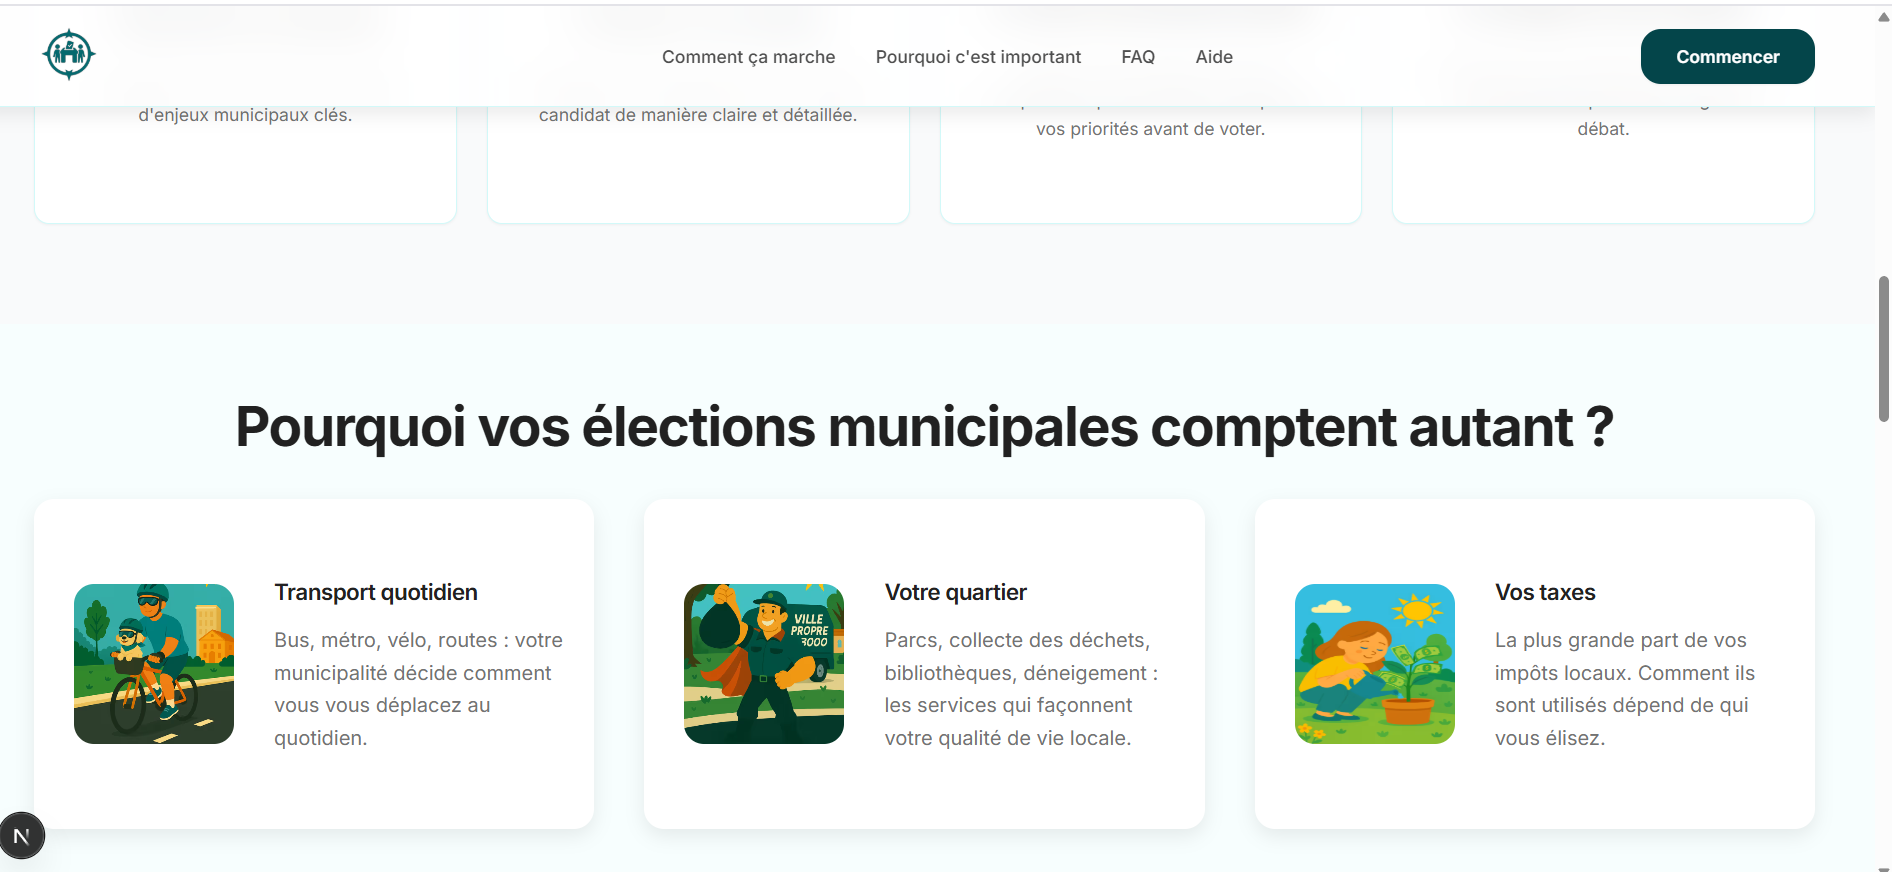 Comment ça marche
Pourquoi c'est important
FAQ
Aide
Commencer
d'enjeux municipaux clés.
candidat de manière claire et détaillée.
vos priorités avant de voter.
débat.
Pourquoi vos élections municipales comptent autant ?
Transport quotidien
Bus, métro, vélo, routes : votre
municipalité décide comment
vous vous déplacez au
quotidien.
VILLE
PROPRE
3000
Votre quartier
Parcs, collecte des déchets,
bibliothèques, déneigement :
les services qui façonnent
votre qualité de vie locale.
Vos taxes
La plus grande part de vos
impôts locaux. Comment ils
sont utilisés dépend de qui
vous élisez.
N